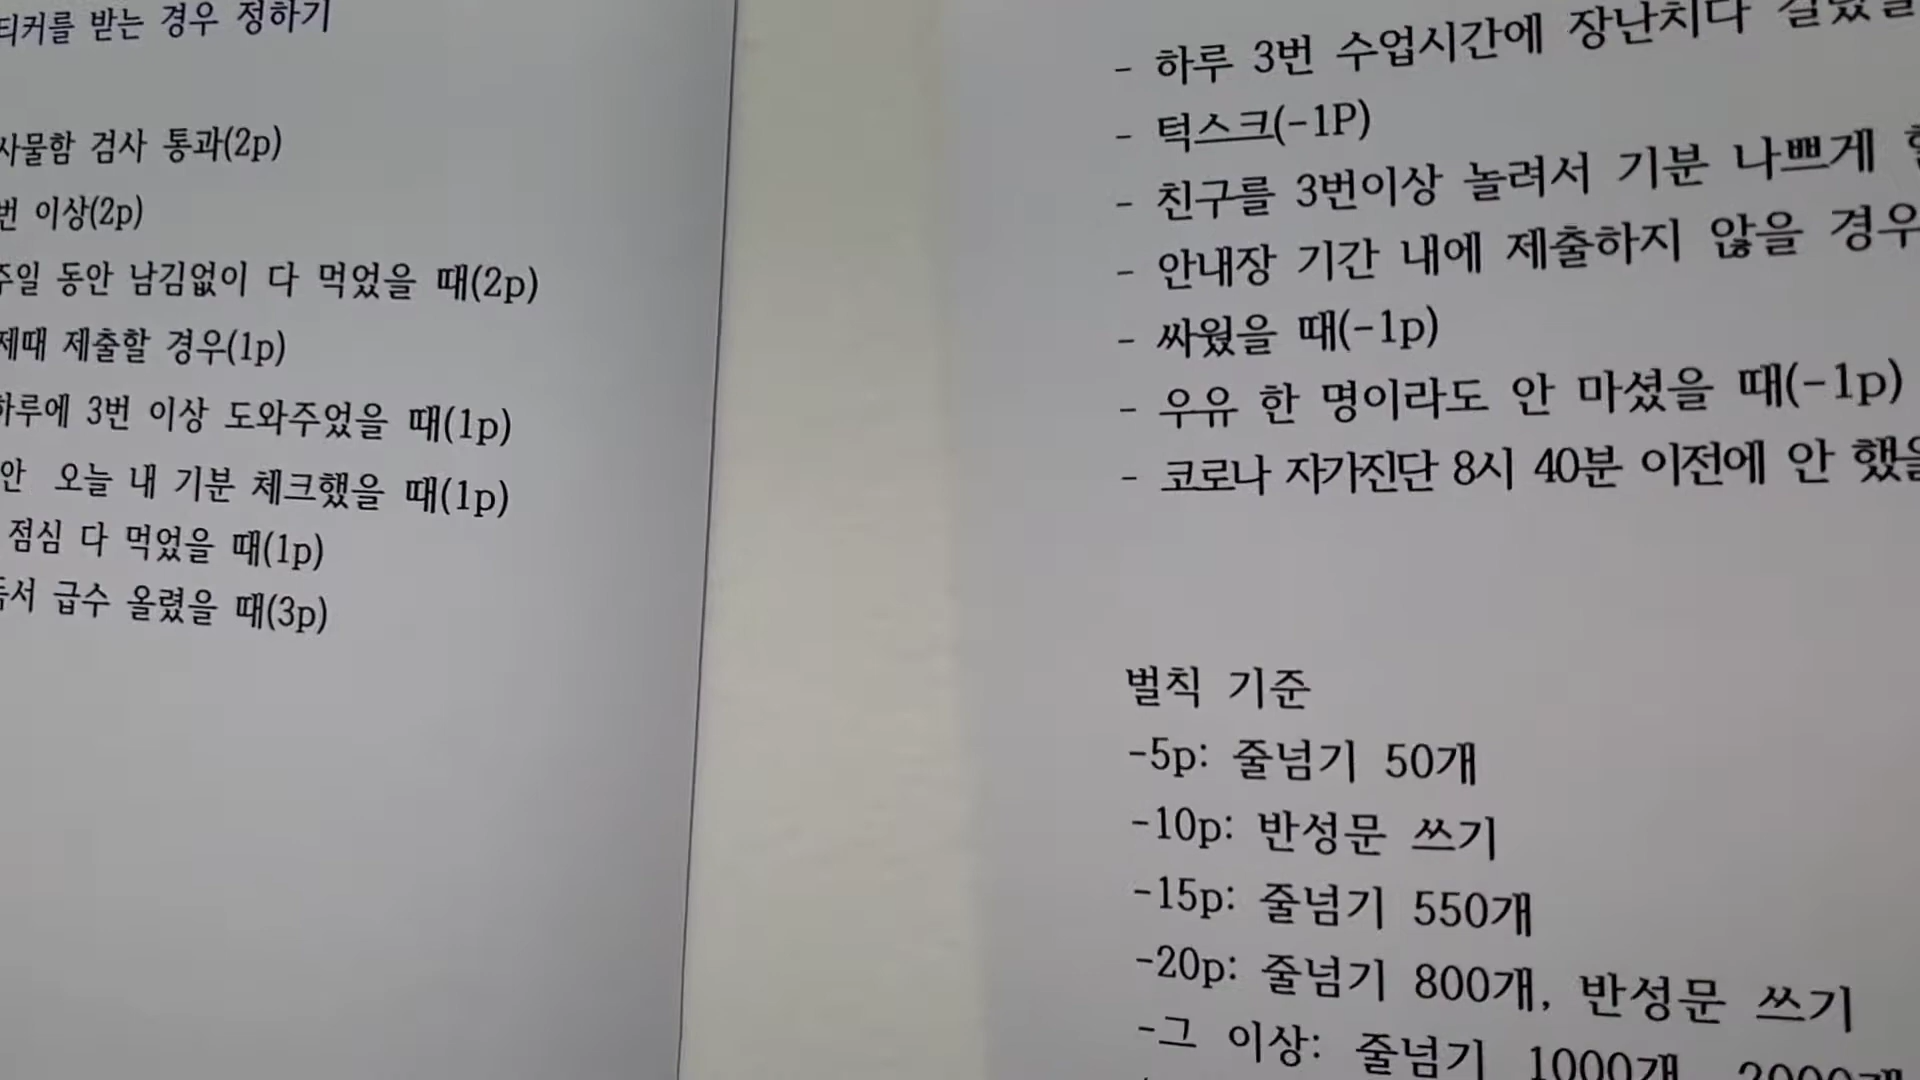 티커를 받는 경우 정하기
사물함 검사 통과(2p)
번 이상(2p)
주일 동안 남김없이 다 먹었을 때(2p)
제때 제출할 경우(1p)
하루에 3번 이상 도와주었을 때(1p)
안 오늘 내 기분 체크했을 때(1p)
점심 다 먹었을 때(1p)
독서 급수 올렸을 때(3p)
- 하루 3번 수업시간에 장난치다
- 턱스크(-1P)
- 친구를 3번이상 놀려서 기분 나쁘게
- 안내장 기간 내에 제출하지 않을 경우
- 싸웠을 때(-1p)
- 우유 한 명이라도 안 마셨을 때(-1p)
- 코로나 자가진단 8시 40분 이전에 안 했을
벌칙 기준
-5p: 줄넘기 50개
-10p: 반성문 쓰기
-15p: 줄넘기 550개
-20p: 줄넘기 800개, 반성문 쓰기
-그 이상: 줄넘기 1000개, 2000개